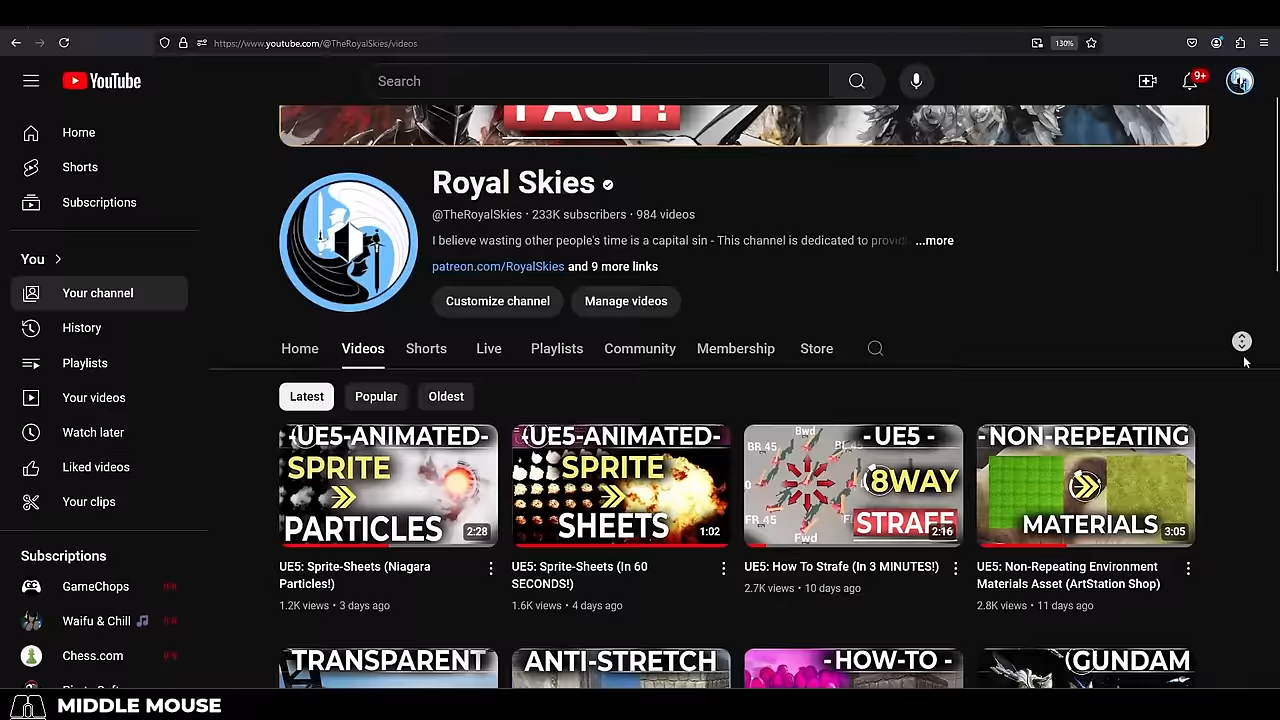 https://www.youtube.com/@TheRoyalSkies/videos
130%
YouTube
Search
9+
Home
Shorts
Subscriptions
You
Your channel
History
Playlists
Your videos
Watch later
Liked videos
Your clips
Subscriptions
GameChops
Waifu & Chill 🎵
Chess.com
FAST!
Royal Skies
@TheRoyalSkies · 233K subscribers · 984 videos
I believe wasting other people's time is a capital sin - This channel is dedicated to provid ...more
patreon.com/RoyalSkies and 9 more links
Customize channel
Manage videos
Home
Videos
Shorts
Live
Playlists
Community
Membership
Store
Latest
Popular
Oldest
-(UE5-ANIMATED-
SPRITE
PARTICLES
2:28
UE5: Sprite-Sheets (Niagara
Particles!)
1.2K views • 3 days ago
-(UE5-ANIMATED-
SPRITE
SHEETS
1:02
UE5: Sprite-Sheets (In 60
SECONDS!)
1.6K views • 4 days ago
- UE5 -
8WAY
STRAFE
Bwd
BR 45
FR 45
Fwd
2:16
UE5: How To Strafe (In 3 MINUTES!)
2.7K views • 10 days ago
-NON-REPEATING
MATERIALS
3:05
UE5: Non-Repeating Environment
Materials Asset (ArtStation Shop)
2.8K views • 11 days ago
TRANSPARENT
ANTI-STRETCH
-HOW-TO-
(GUNDAM
MIDDLE MOUSE